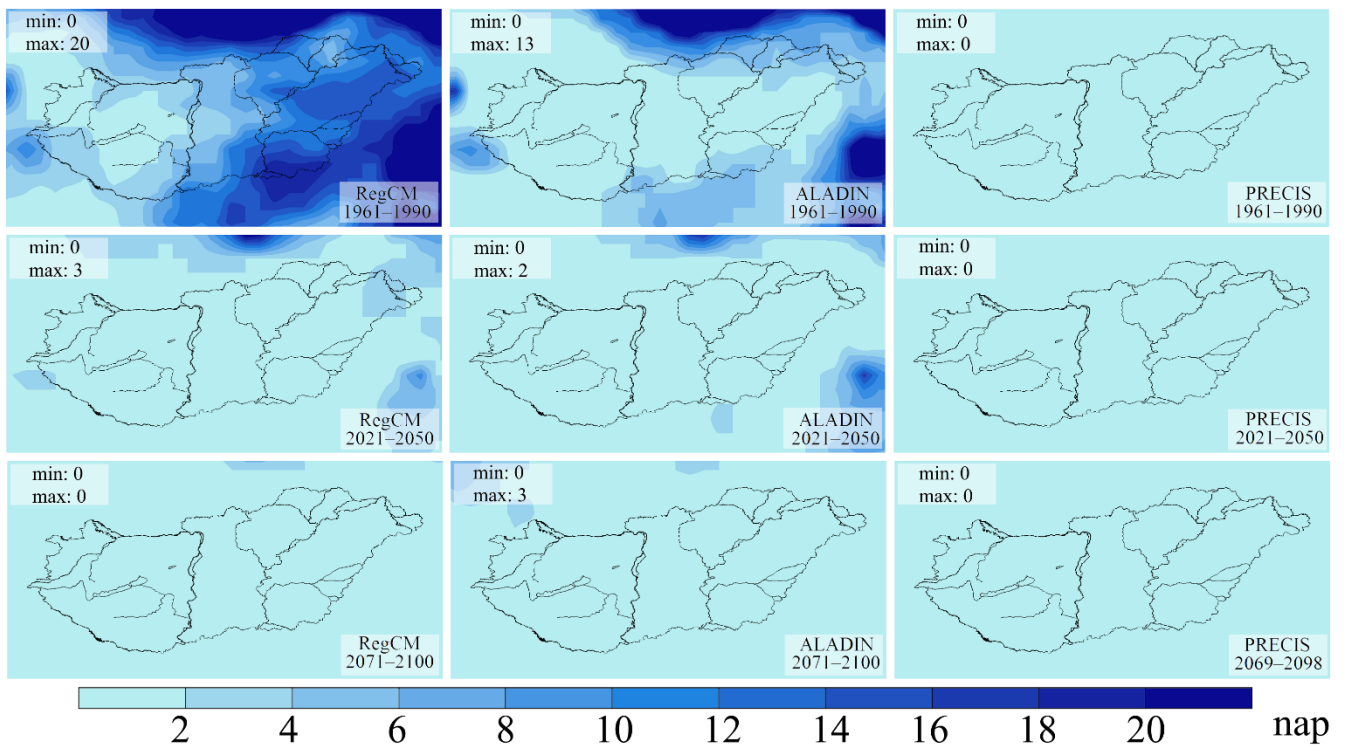 min: 0
max: 20
RegCM
1961–1990
min: 0
max: 13
ALADIN
1961–1990
min: 0
max: 0
PRECIS
1961–1990
min: 0
max: 3
RegCM
2021–2050
min: 0
max: 2
ALADIN
2021–2050
min: 0
max: 0
PRECIS
2021–2050
min: 0
max: 0
RegCM
2071–2100
min: 0
max: 3
ALADIN
2071–2100
min: 0
max: 0
PRECIS
2069–2098
2 4 6 8 10 12 14 16 18 20 nap